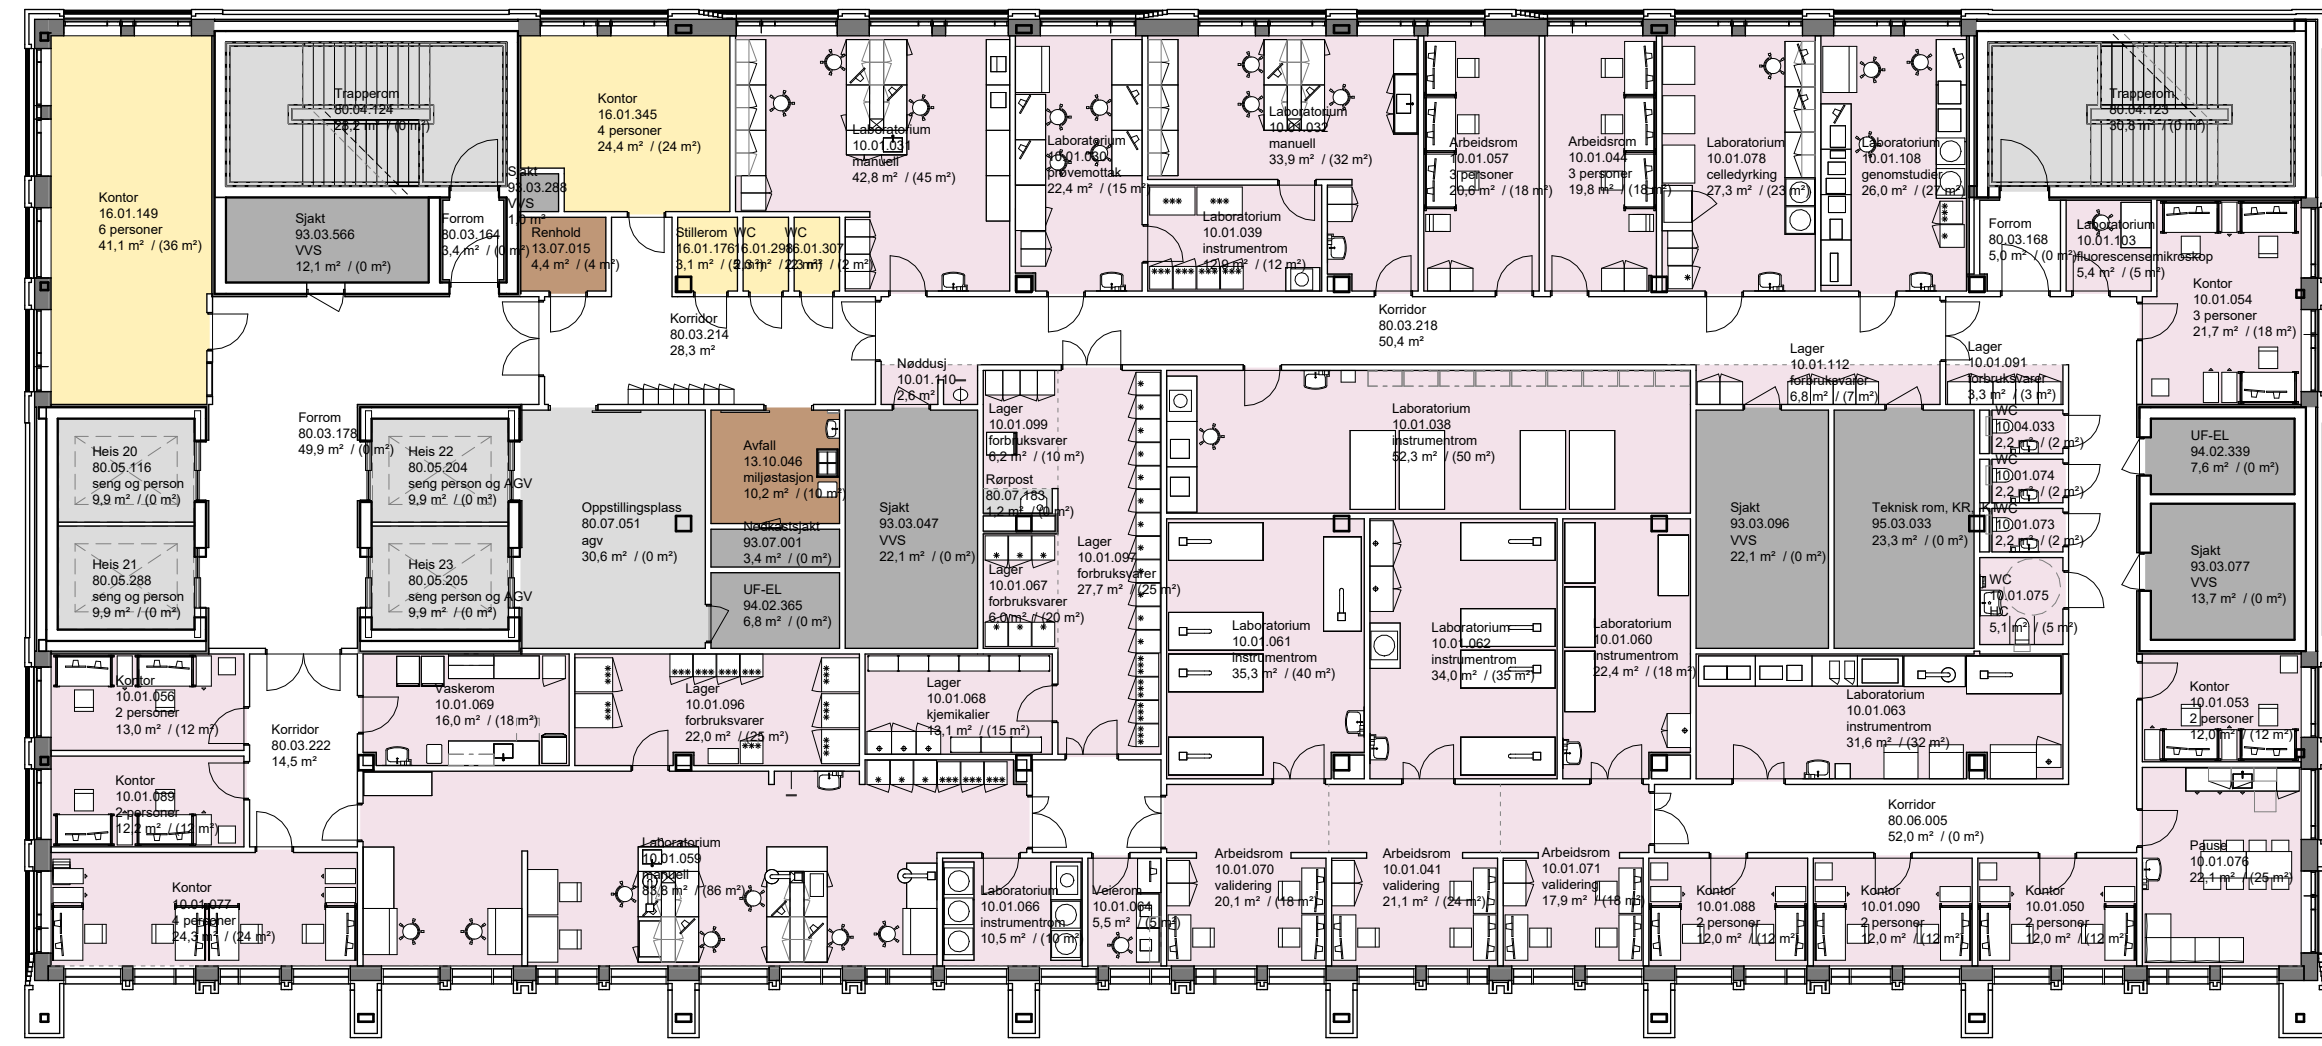 Trapperom
80.04.124
28,2 m² / (0 m²)
Kontor
16.01.149
6 personer
41,1 m² / (36 m²)
Sjakt
93.03.566
VVS
12,1 m² / (0 m²)
Forrom
80.03.164
3,4 m² / (0 m²)
Sjakt
93.03.288
VVS
1,0 m²
Renhold
13.07.015
4,4 m² / (4 m²)
Kontor
16.01.345
4 personer
24,4 m² / (24 m²)
Stillerom
16.01.176
3,1 m²
WC
WC
16.01.307
/ (2 m²)
Laboratorium
10.01.031
manuell
42,8 m² / (45 m²)
Laboratorium
10.01.030
prøvemottak
22,4 m² / (15 m²)
Laboratorium
10.01.032
manuell
33,9 m² / (32 m²)
Laboratorium
10.01.039
instrumentrom
12,9 m² / (12 m²)
Arbeidsrom
10.01.057
3 personer
20,6 m² / (18 m²)
Arbeidsrom
10.01.044
3 personer
19,8 m² / (18 m²)
Laboratorium
10.01.078
celledyrking
27,3 m² / (23 m²)
Laboratorium
10.01.108
genomstudier
26,0 m² / (27 m²)
Trapperom
80.04.123
30,8 m² / (0 m²)
Forrom
80.03.168
5,0 m² / (0 m²)
Laboratorium
10.01.103
fluorescensemikroskop
5,4 m² / (5 m²)
Kontor
10.01.054
3 personer
21,7 m² / (18 m²)
Korridor
80.03.214
28,3 m²
Korridor
80.03.218
50,4 m²
Nøddusj
10.01.110
2,6 m²
Lager
10.01.112
forbruksvarer
6,8 m² / (7 m²)
Lager
10.01.091
forbruksvarer
3,3 m² / (3 m²)
Forrom
80.03.178
49,9 m² / (0 m²)
Heis 20
80.05.116
seng og person
9,9 m² / (0 m²)
Heis 22
80.05.204
seng person og AGV
9,9 m² / (0 m²)
Heis 21
80.05.288
seng og person
9,9 m² / (0 m²)
Heis 23
80.05.205
seng person og AGV
9,9 m² / (0 m²)
Oppstillingsplass
80.07.051
agv
30,6 m² / (0 m²)
Avfall
13.10.046
miljøstasjon
10,2 m² / (10 m²)
Nedkastsjakt
93.07.001
3,4 m² / (0 m²)
UF-EL
94.02.365
6,8 m² / (0 m²)
Sjakt
93.03.047
VVS
22,1 m² / (0 m²)
Lager
10.01.099
forbruksvarer
6,2 m² / (10 m²)
Rørpost
80.07.183
1,2 m² / (0 m²)
Lager
10.01.067
forbruksvarer
6,0 m² / (20 m²)
Lager
10.01.097
forbruksvarer
27,7 m² / (25 m²)
Laboratorium
10.01.038
instrumentrom
52,3 m² / (50 m²)
Laboratorium
10.01.061
instrumentrom
35,3 m² / (40 m²)
Laboratorium
10.01.062
instrumentrom
34,0 m² / (35 m²)
Laboratorium
10.01.060
instrumentrom
22,4 m² / (18 m²)
Sjakt
93.03.096
VVS
22,1 m² / (0 m²)
Teknisk rom, KR,
95.03.033
23,3 m² / (0 m²)
WC
10.04.033
2,2 m² / (2 m²)
WC
10.01.074
2,2 m² / (2 m²)
WC
10.01.073
2,2 m² / (2 m²)
WC
10.01.075
HC
5,1 m² / (5 m²)
UF-EL
94.02.339
7,6 m² / (0 m²)
Sjakt
93.03.077
VVS
13,7 m² / (0 m²)
Kontor
10.01.056
2 personer
13,0 m² / (12 m²)
Kontor
10.01.089
2 personer
12,2 m² / (12 m²)
Korridor
80.03.222
14,5 m²
Vaskerom
10.01.069
16,0 m² / (18 m²)
Lager
10.01.096
forbruksvarer
22,0 m² / (25 m²)
Lager
10.01.068
kjemikalier
13,1 m² / (15 m²)
Laboratorium
10.01.063
instrumentrom
31,6 m² / (32 m²)
Kontor
10.01.053
2 personer
12,0 m² / (12 m²)
Korridor
80.06.005
52,0 m² / (0 m²)
Kontor
10.01.077
4 personer
24,3 m² / (24 m²)
Laboratorium
10.01.059
manuell
83,8 m² / (86 m²)
Laboratorium
10.01.066
instrumentrom
10,5 m² / (10 m²)
Veierom
10.01.064
5,5 m² / (5 m²)
Arbeidsrom
10.01.070
validering
20,1 m² / (18 m²)
Arbeidsrom
10.01.041
validering
21,1 m² / (24 m²)
Arbeidsrom
10.01.071
validering
17,9 m² / (18 m²)
Kontor
10.01.088
2 personer
12,0 m² / (12 m²)
Kontor
10.01.090
2 personer
12,0 m² / (12 m²)
Kontor
10.01.050
2 personer
12,0 m² / (12 m²)
Pause
10.01.076
22,1 m² / (25 m²)